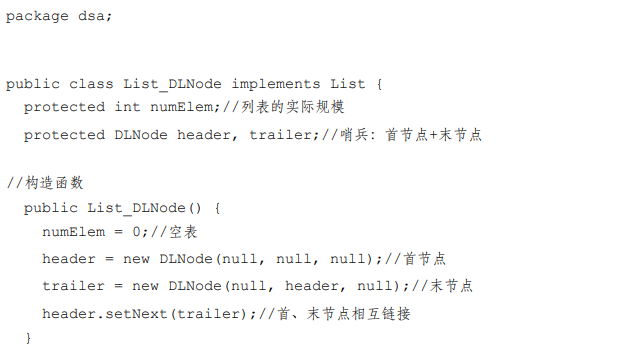 package dsa;
public class List_DLNode implements List {
protected int numElem;//列表的实际规模
protected DLNode header, trailer;//哨兵：首节点+末节点
//构造函数
public List_DLNode() {
numElem = 0;//空表
header = new DLNode(null, null, null);//首节点
trailer = new DLNode(null, header, null);//末节点
header.setNext(trailer);//首、末节点相互链接
}